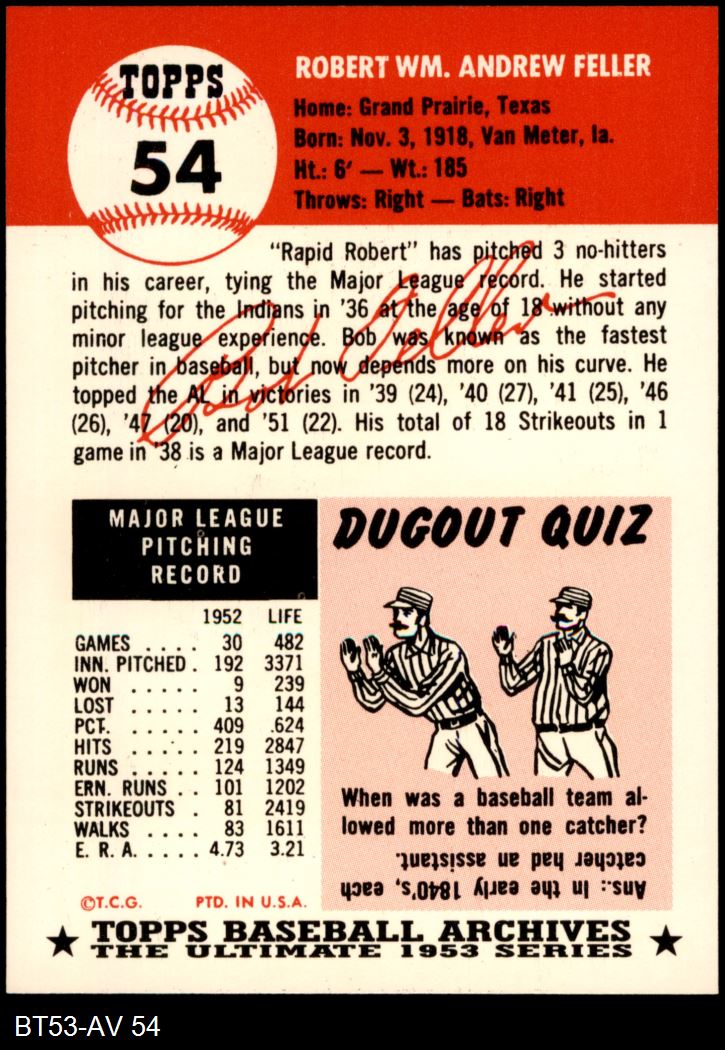 TOPPS
54
ROBERT WM. ANDREW FELLER
Home: Grand Prairie, Texas
Born: Nov. 3, 1918, Van Meter, Ia.
Ht.: 6' — Wt.: 185
Throws: Right — Bats: Right
"Rapid Robert" has pitched 3 no-hitters
in his career, tying the Major League record. He started
pitching for the Indians in '36 at the age of 18 without any
minor league experience. Bob was known as the fastest
pitcher in baseball, but now depends more on his curve. He
topped the AL in victories in '39 (24), '40 (27), '41 (25), '46
(26), '47 (20), and '51 (22). His total of 18 Strikeouts in 1
game in '38 is a Major League record.
Bob Feller
MAJOR LEAGUE
PITCHING
RECORD
1952 LIFE
GAMES . . . . 30 482
INN. PITCHED . 192 3371
WON . . . . . 9 239
LOST . . . . . 13 144
PCT. . . . . . 409 .624
HITS . . . . . 219 2847
RUNS . . . . . 124 1349
ERN. RUNS . . 101 1202
STRIKEOUTS . 81 2419
WALKS . . . . 83 1611
E. R. A. . . . . . 4.73 3.21
©T.C.G. PTD. IN U.S.A.
DUGOUT QUIZ
When was a baseball team al-
lowed more than one catcher?
Ans.: In the early 1840's, each
catcher had an assistant.
TOPPS BASEBALL ARCHIVES
THE ULTIMATE 1953 SERIES
BT53-AV 54